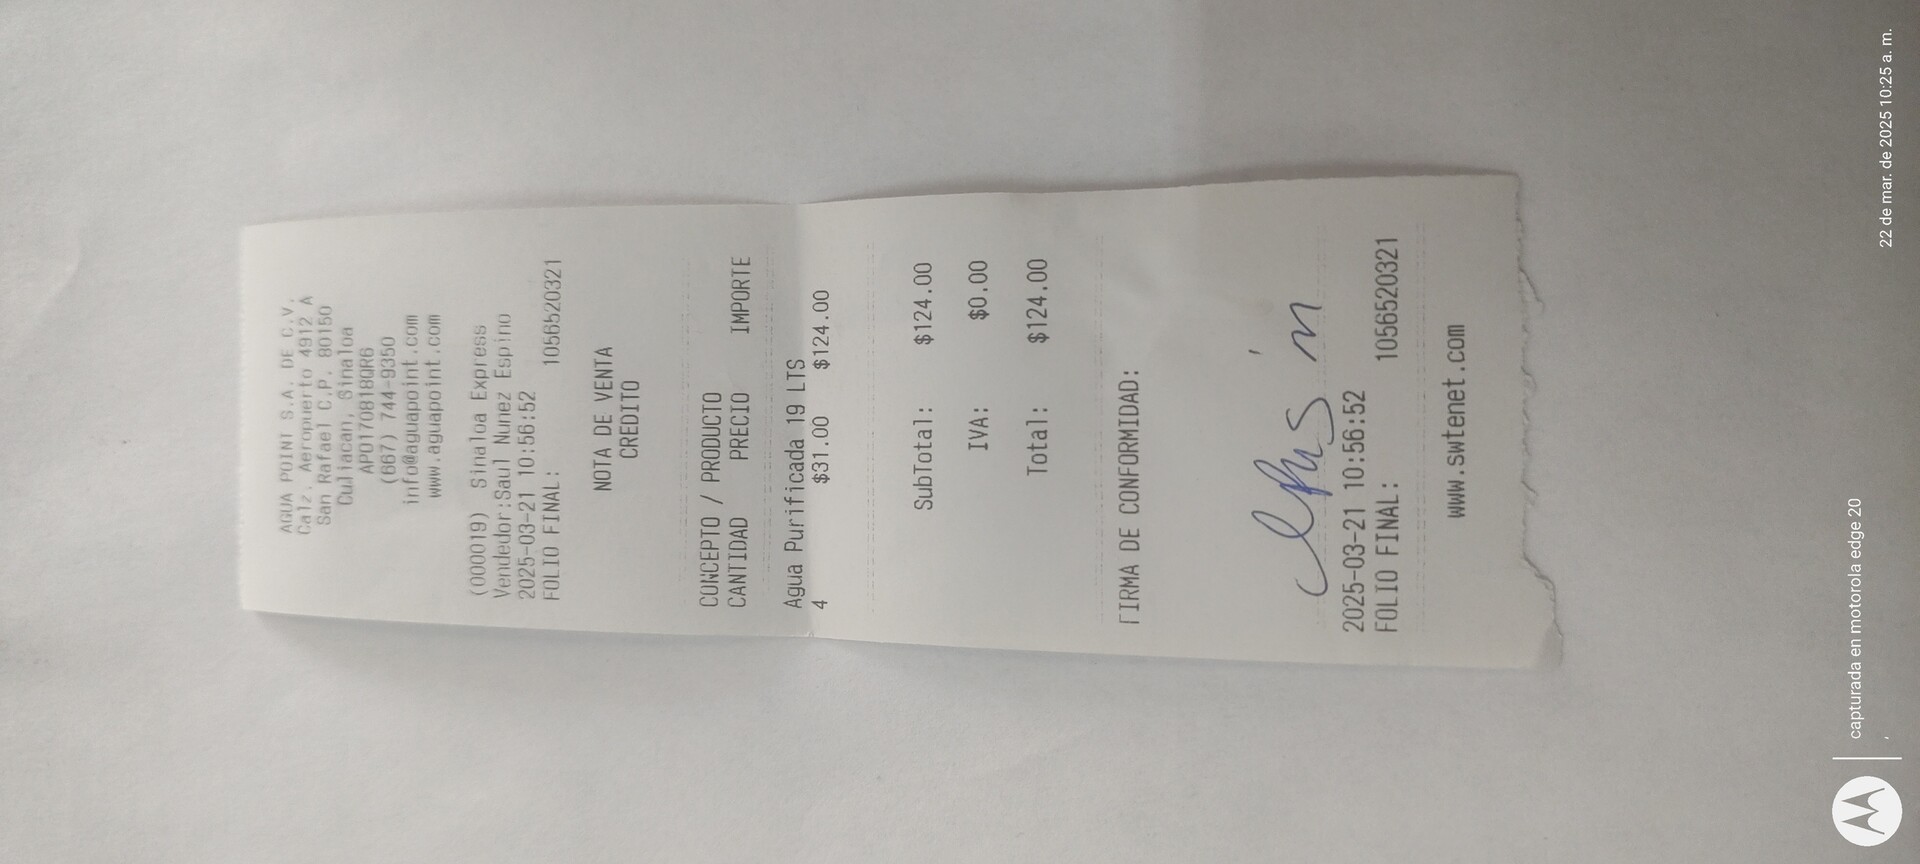 AGUA POINT S.A. DE C.V.
Calz. Aeropuerto 4912 A
San Rafael C.P. 80150
Culiacan, Sinaloa
APO170818QR6
(667) 744-9350
info@aguapoint.com
www.aguapoint.com
(000019) Sinaloa Express
Vendedor:Saul Nunez Espino
2025-03-21 10:56:52
FOLIO FINAL: 1056520321
NOTA DE VENTA
CREDITO
CONCEPTO / PRODUCTO
CANTIDAD PRECIO IMPORTE
Agua Purificada 19 LTS
4 $31.00 $124.00
SubTotal: $124.00
IVA: $0.00
Total: $124.00
FIRMA DE CONFORMIDAD:
2025-03-21 10:56:52
FOLIO FINAL: 1056520321
www.swtenet.com
capturada en motorola edge 20
,
22 de mar. de 2025 10:25 a. m.